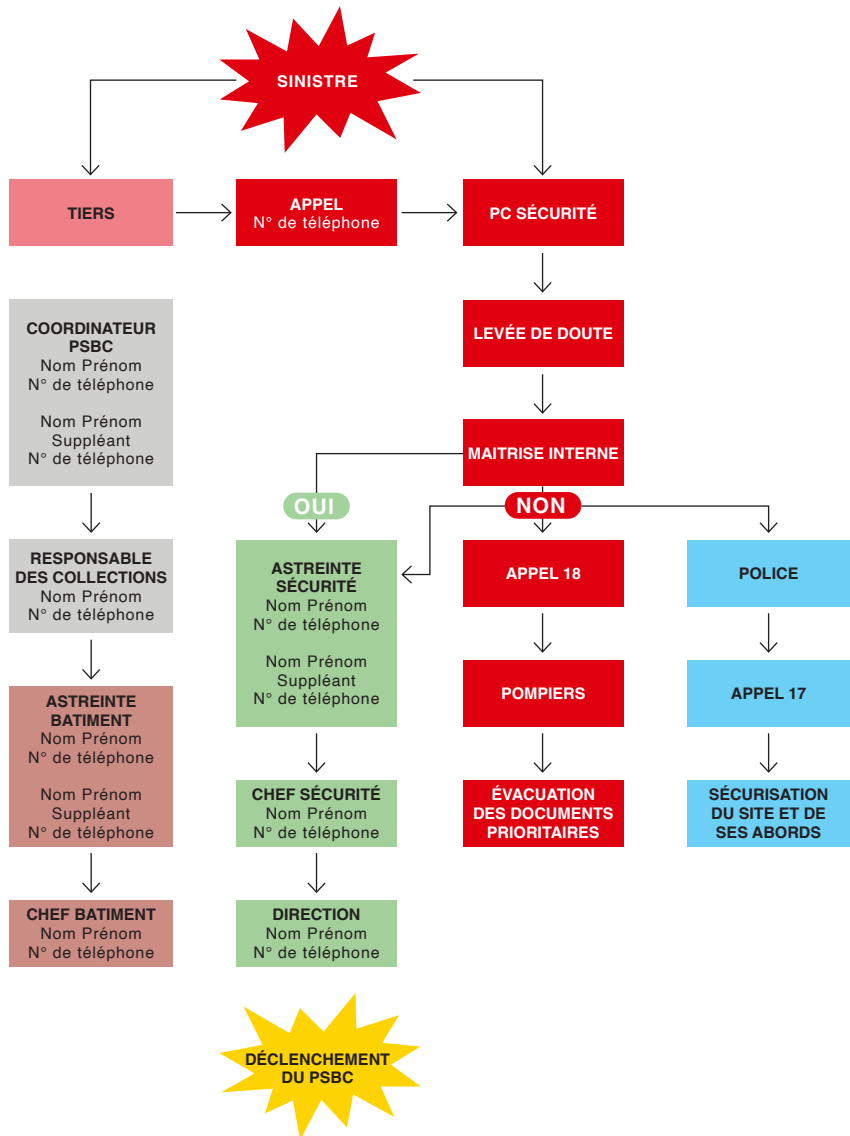 SINISTRE
TIERS
APPEL
N° de téléphone
PC SÉCURITÉ
LEVÉE DE DOUTE
MAITRISE INTERNE
OUI
NON
COORDINATEUR
PSBC
Nom Prénom
N° de téléphone
Nom Prénom
Suppléant
N° de téléphone
RESPONSABLE
DES COLLECTIONS
Nom Prénom
N° de téléphone
ASTREINTE
BATIMENT
Nom Prénom
N° de téléphone
Nom Prénom
Suppléant
N° de téléphone
CHEF BATIMENT
Nom Prénom
N° de téléphone
ASTREINTE
SÉCURITÉ
Nom Prénom
N° de téléphone
Nom Prénom
Suppléant
N° de téléphone
CHEF SÉCURITÉ
Nom Prénom
N° de téléphone
DIRECTION
Nom Prénom
N° de téléphone
APPEL 18
POMPIERS
ÉVACUATION
DES DOCUMENTS
PRIORITAIRES
POLICE
APPEL 17
SÉCURISATION
DU SITE ET DE
SES ABORDS
DÉCLENCHEMENT
DU PSBC